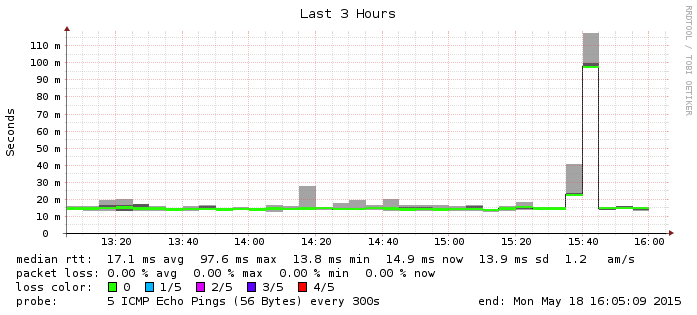 Last 3 Hours
RRDTOOL / TOBI OETIKER
Seconds
110 m
100 m
90 m
80 m
70 m
60 m
50 m
40 m
30 m
20 m
10 m
0
13:20 13:40 14:00 14:20 14:40 15:00 15:20 15:40 16:00
median rtt: 17.1 ms avg 97.6 ms max 13.8 ms min 14.9 ms now 13.9 ms sd 1.2 am/s
packet loss: 0.00 % avg 0.00 % max 0.00 % min 0.00 % now
loss color: 0 1/5 2/5 3/5 4/5
probe: 5 ICMP Echo Pings (56 Bytes) every 300s end: Mon May 18 16:05:09 2015